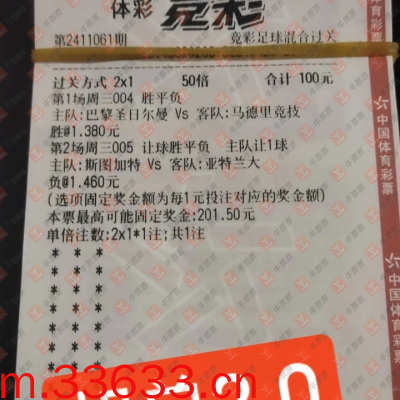 体彩 竞彩
第2411061期 竞彩足球混合过关
过关方式 2x1 50倍 合计 100元
第1场周三004 胜平负
主队:巴黎圣日尔曼 Vs 客队:马德里竞技
胜@1.380元
第2场周三005 让球胜平负 主队让1球
主队:斯图加特 Vs 客队:亚特兰大
负@1.460元
(选项固定奖金额为每1元投注对应的奖金额)
本票最高可能固定奖金:201.50元
单倍注数:2x1*1注;共1注
* * *
* * *
* * *
* * *
* * *
* * *
* * *
中国体育彩票
中国体育彩票
m.33633.cn